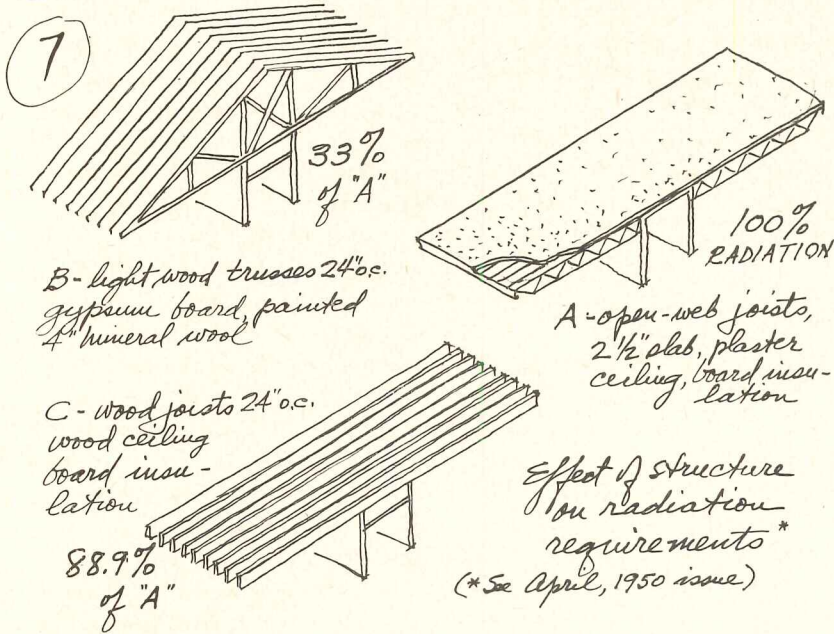 7
33%
of "A"
B - light wood trusses 24" o.c.
gypsum board, painted
4" mineral wool
100%
RADIATION
A - open-web joists,
2 1/2" slab, plaster
ceiling, board insu-
lation
C - wood joists 24" o.c.
wood ceiling
board insu-
lation
88.9%
of "A"
Effect of structure
on radiation
requirements *
(* See April, 1950 issue)